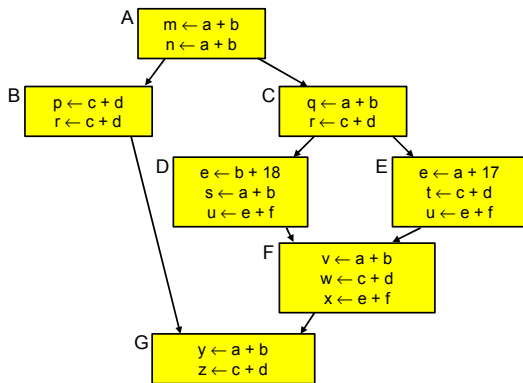 A
m ← a + b
n ← a + b
B
p ← c + d
r ← c + d
C
q ← a + b
r ← c + d
D
e ← b + 18
s ← a + b
u ← e + f
E
e ← a + 17
t ← c + d
u ← e + f
F
v ← a + b
w ← c + d
x ← e + f
G
y ← a + b
z ← c + d